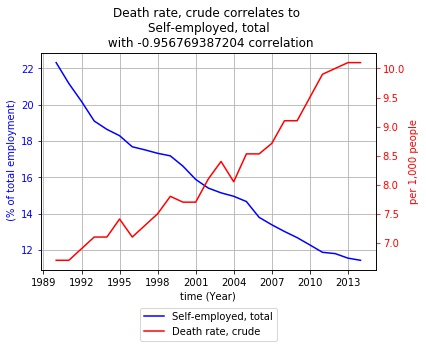 Death rate, crude correlates to
Self-employed, total
with -0.956769387204 correlation
(% of total employment)
22
20
18
16
14
12
10.0
9.5
9.0
8.5
8.0
7.5
7.0
per 1,000 people
1989 1992 1995 1998 2001 2004 2007 2010 2013
time (Year)
Self-employed, total
Death rate, crude